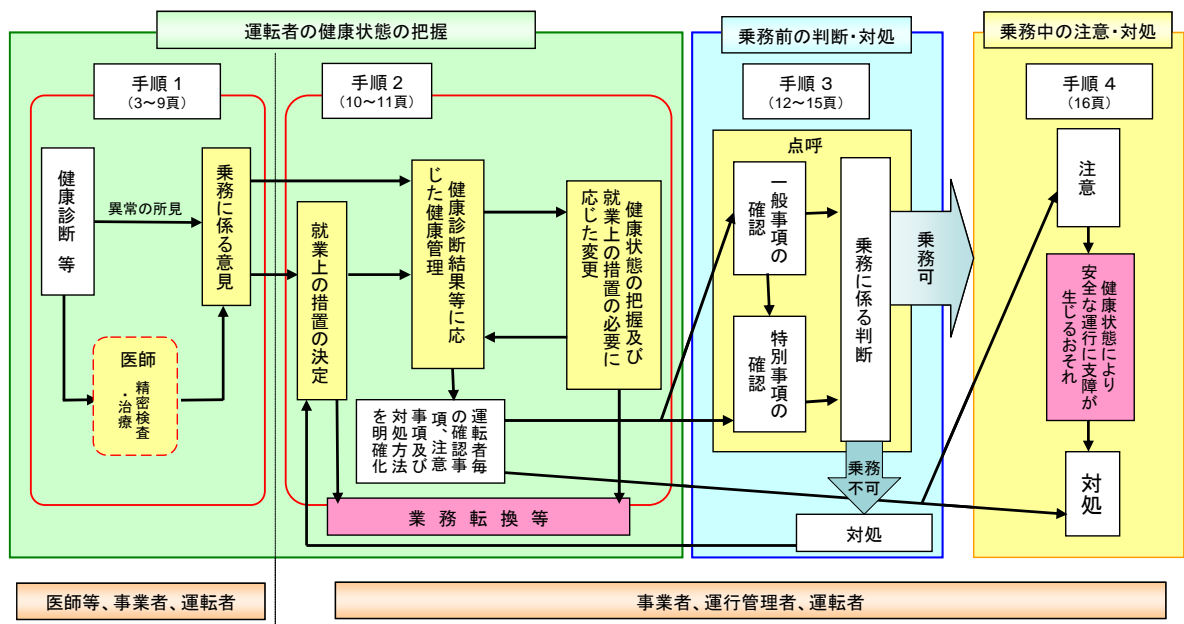 運転者の健康状態の把握
乗務前の判断・対処
乗務中の注意・対処
手順 1
（3～9頁）
手順 2
（10～11頁）
手順 3
（12～15頁）
手順 4
（16頁）
健康診断 等
異常の所見
医師
精密検査
・治療
乗務に係る意見
就業上の措置の決定
健康診断結果等に応
じた健康管理
健康状態の把握及び
就業上の措置の必要に
応じた変更
運転者毎
の確認事
項、注意
事項及び
対処方法
を明確化
業 務 転 換 等
点呼
一般事項の
確認
特別事項の
確認
乗務に係る判断
乗務可
乗務
不可
対処
注意
健康状態により
安全な運行に支障が
生じるおそれ
対処
医師等、事業者、運転者
事業者、運行管理者、運転者